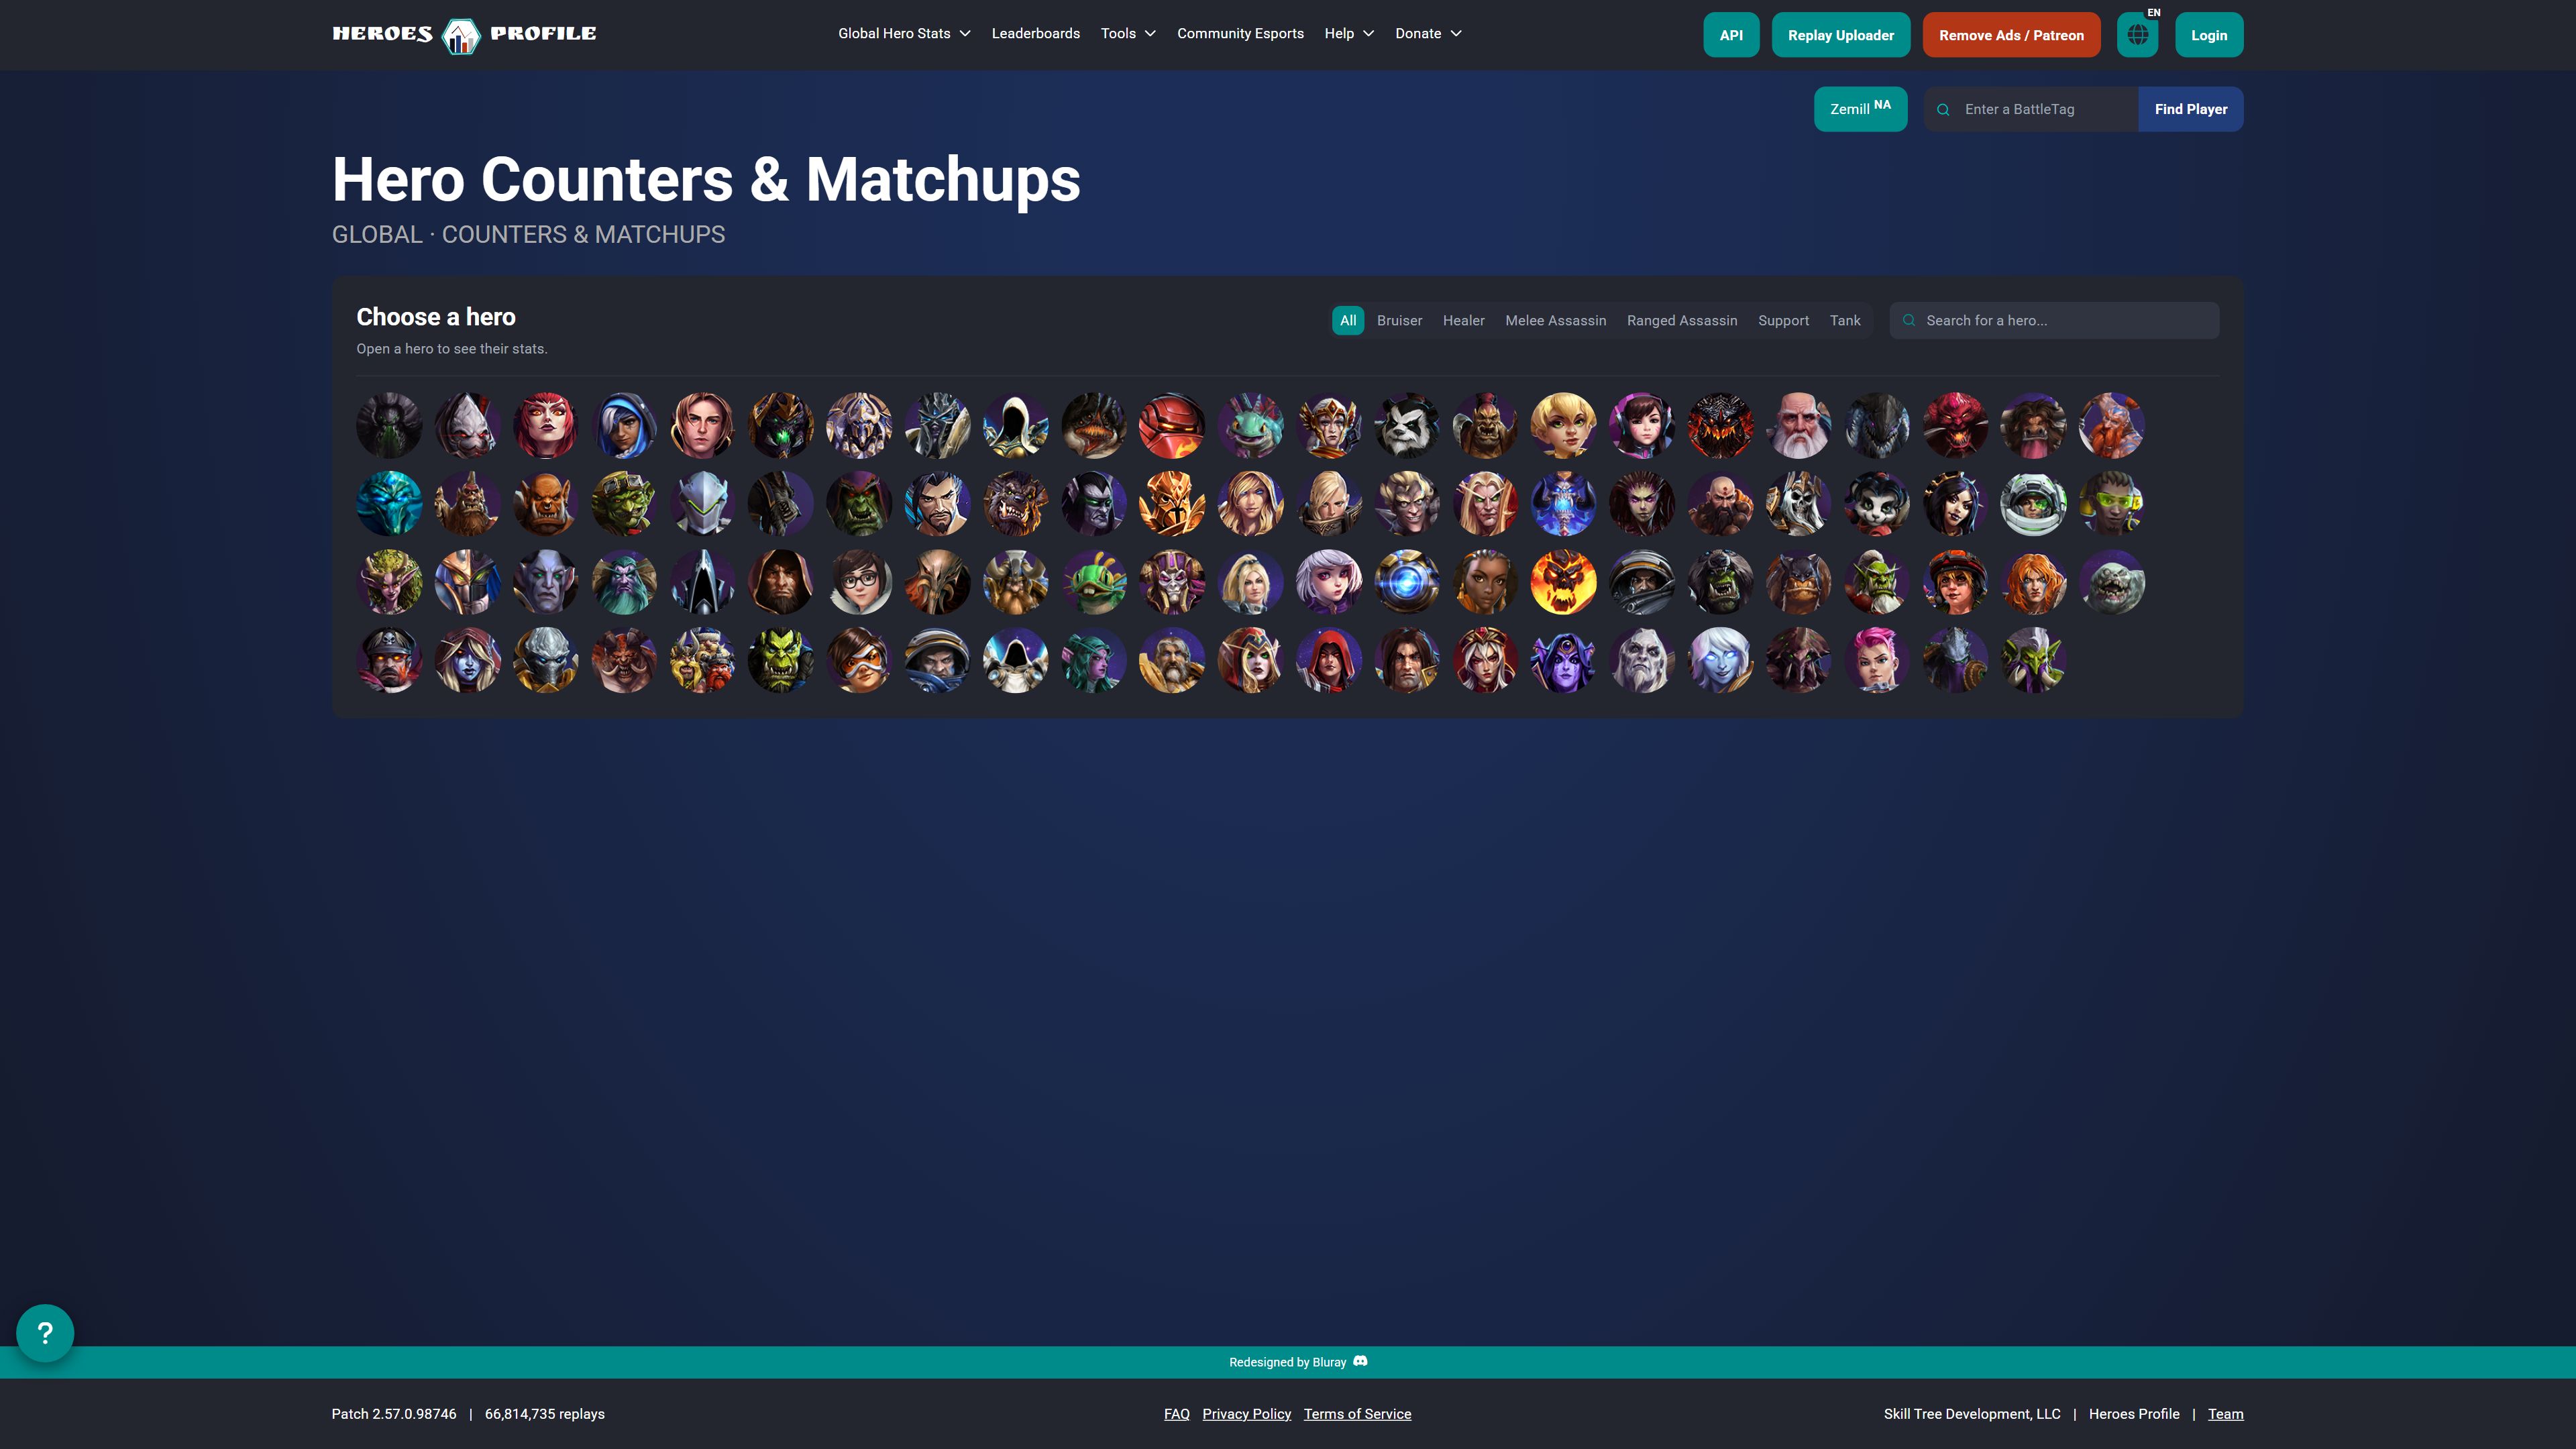 HEROES PROFILE
Global Hero Stats
Leaderboards
Tools
Community Esports
Help
Donate
API
Replay Uploader
Remove Ads / Patreon
EN
Login
Zemill NA
Enter a BattleTag
Find Player
Hero Counters & Matchups
GLOBAL · COUNTERS & MATCHUPS
Choose a hero
Open a hero to see their stats.
All
Bruiser
Healer
Melee Assassin
Ranged Assassin
Support
Tank
Search for a hero...
?
Redesigned by Bluray
Patch 2.57.0.98746 | 66,814,735 replays
FAQ Privacy Policy Terms of Service
Skill Tree Development, LLC | Heroes Profile | Team